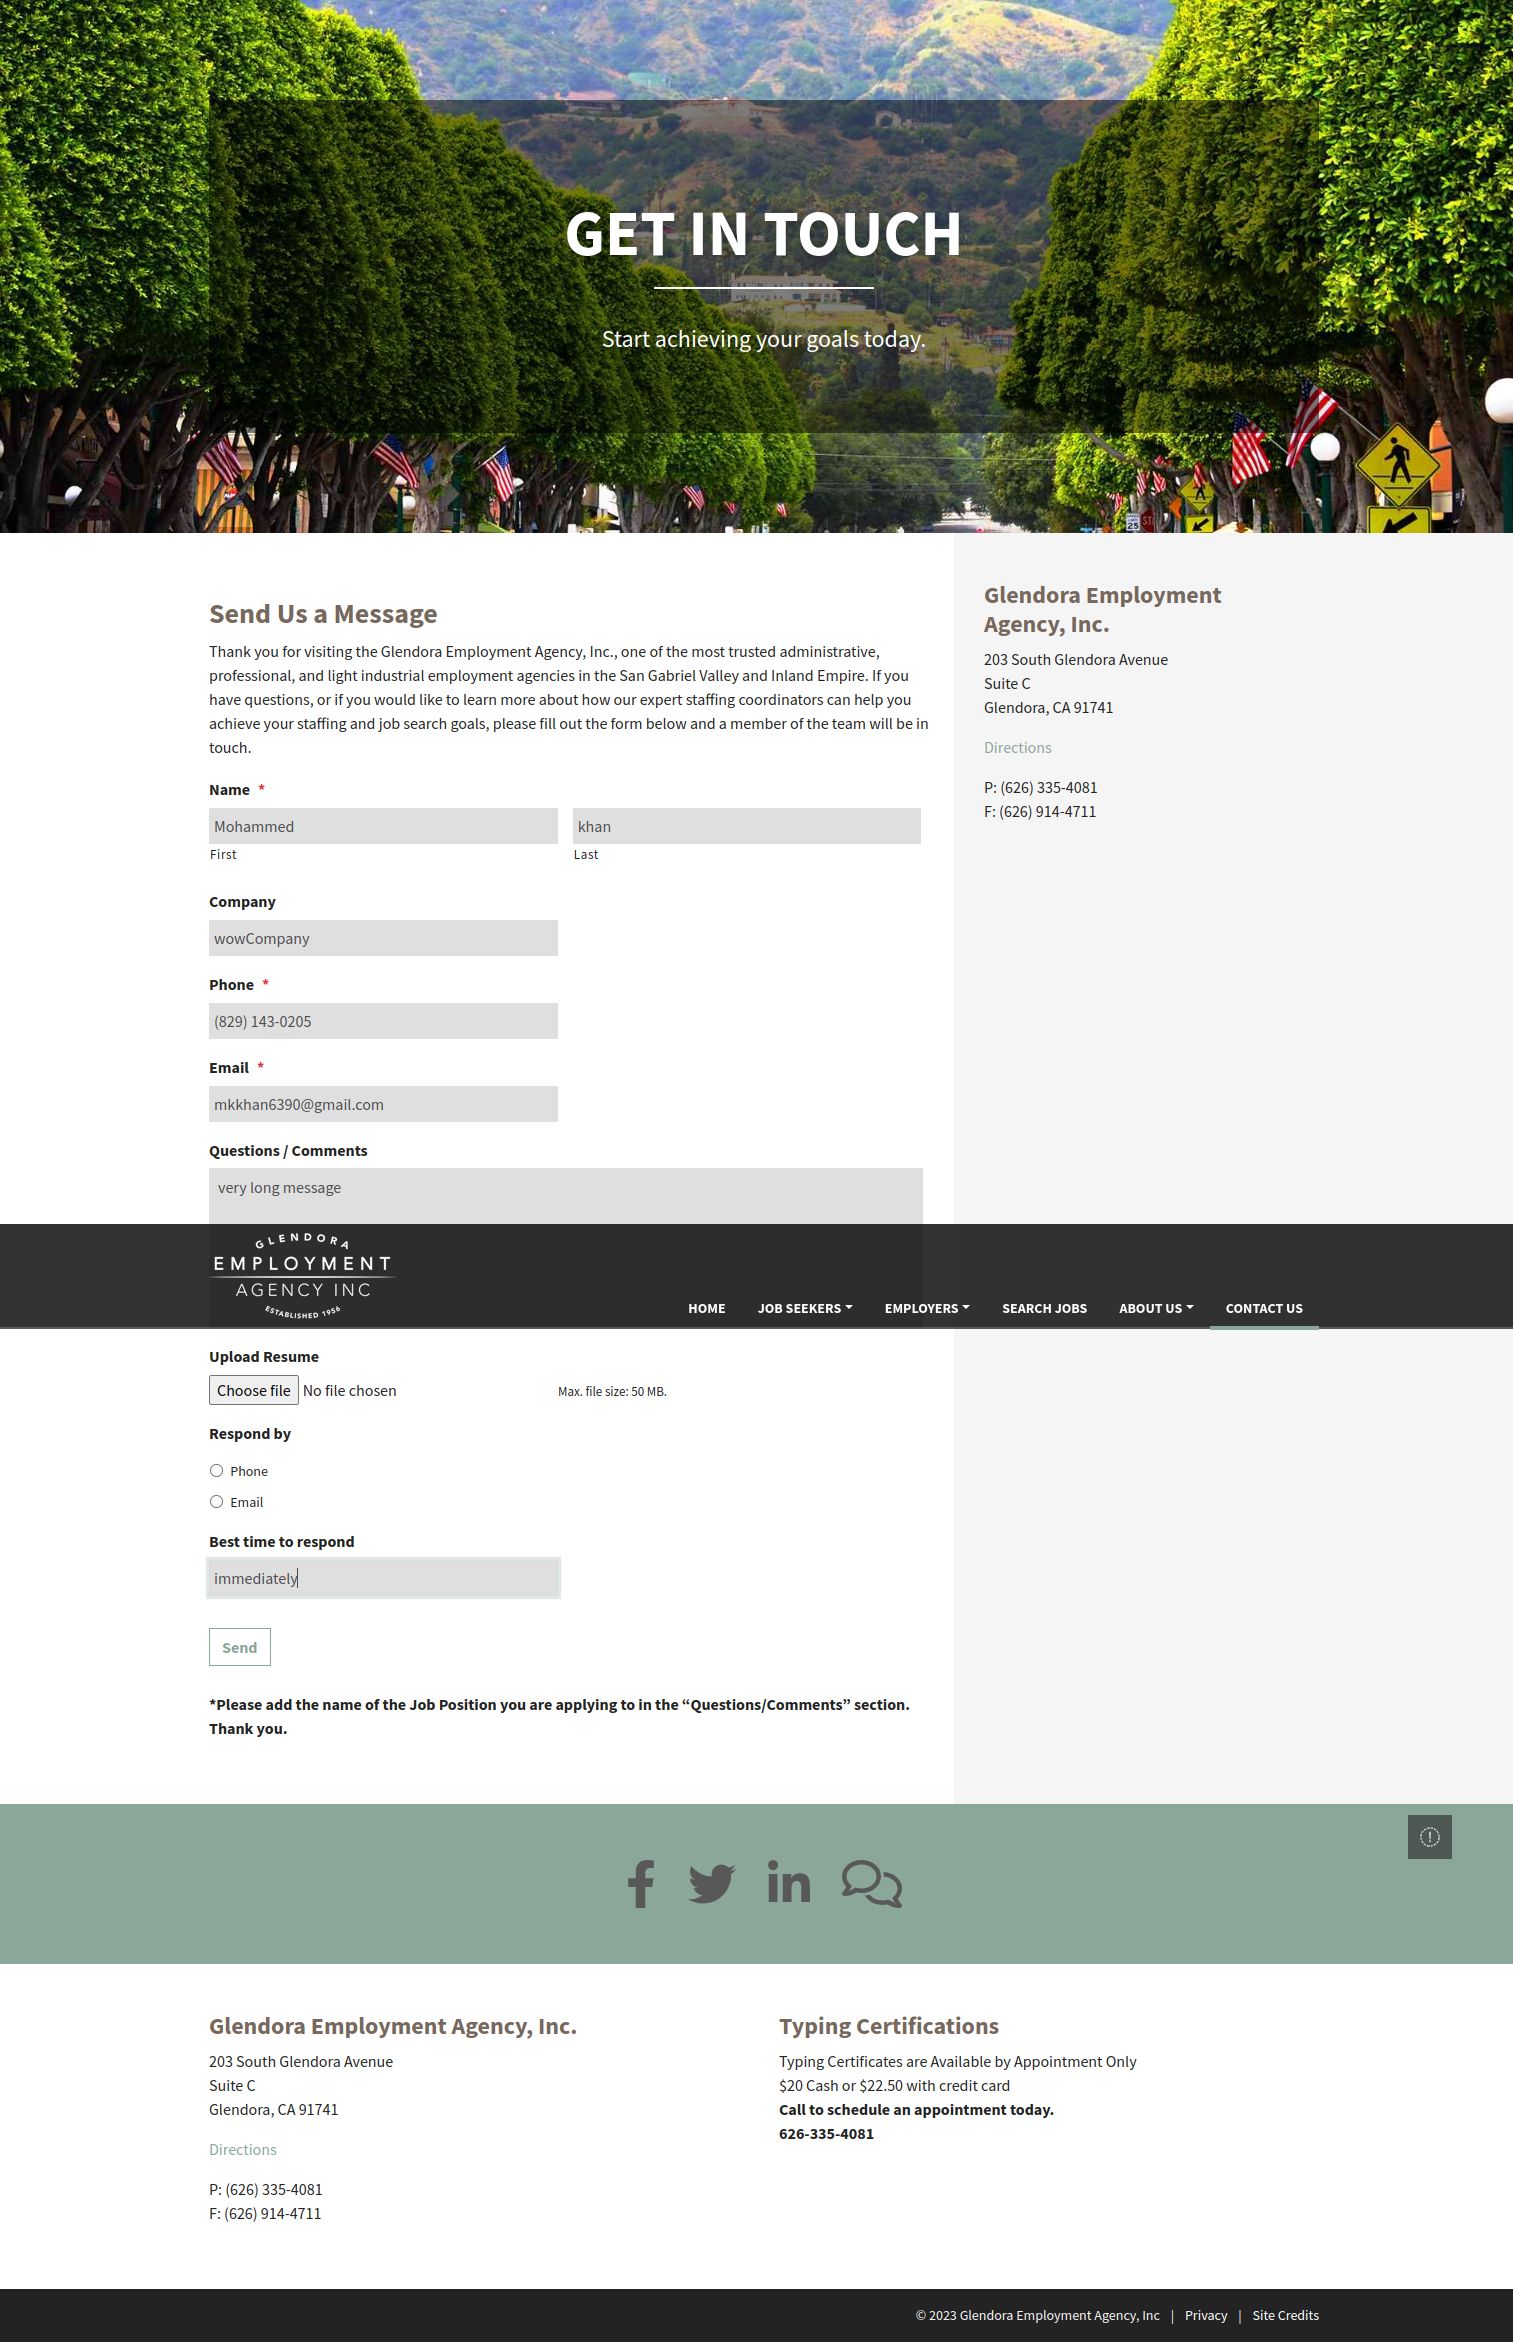 GET IN TOUCH
Start achieving your goals today.
25
Send Us a Message
Thank you for visiting the Glendora Employment Agency, Inc., one of the most trusted administrative,
professional, and light industrial employment agencies in the San Gabriel Valley and Inland Empire. If you
have questions, or if you would like to learn more about how our expert staffing coordinators can help you
achieve your staffing and job search goals, please fill out the form below and a member of the team will be in
touch.
Name *
Mohammed
khan
First
Last
Company
wowCompany
Phone *
(829) 143-0205
Email *
mkkhan6390@gmail.com
Questions / Comments
very long message
Glendora Employment
Agency, Inc.
203 South Glendora Avenue
Suite C
Glendora, CA 91741
Directions
P: (626) 335-4081
F: (626) 914-4711
GLENDORA
EMPLOYMENT
AGENCY INC
ESTABLISHED 1956
HOME JOB SEEKERS EMPLOYERS SEARCH JOBS ABOUT US CONTACT US
Upload Resume
Choose file No file chosen Max. file size: 50 MB.
Respond by
Phone
Email
Best time to respond
immediately
Send
*Please add the name of the Job Position you are applying to in the “Questions/Comments” section.
Thank you.
Glendora Employment Agency, Inc.
203 South Glendora Avenue
Suite C
Glendora, CA 91741
Directions
P: (626) 335-4081
F: (626) 914-4711
Typing Certifications
Typing Certificates are Available by Appointment Only
$20 Cash or $22.50 with credit card
Call to schedule an appointment today.
626-335-4081
© 2023 Glendora Employment Agency, Inc | Privacy | Site Credits